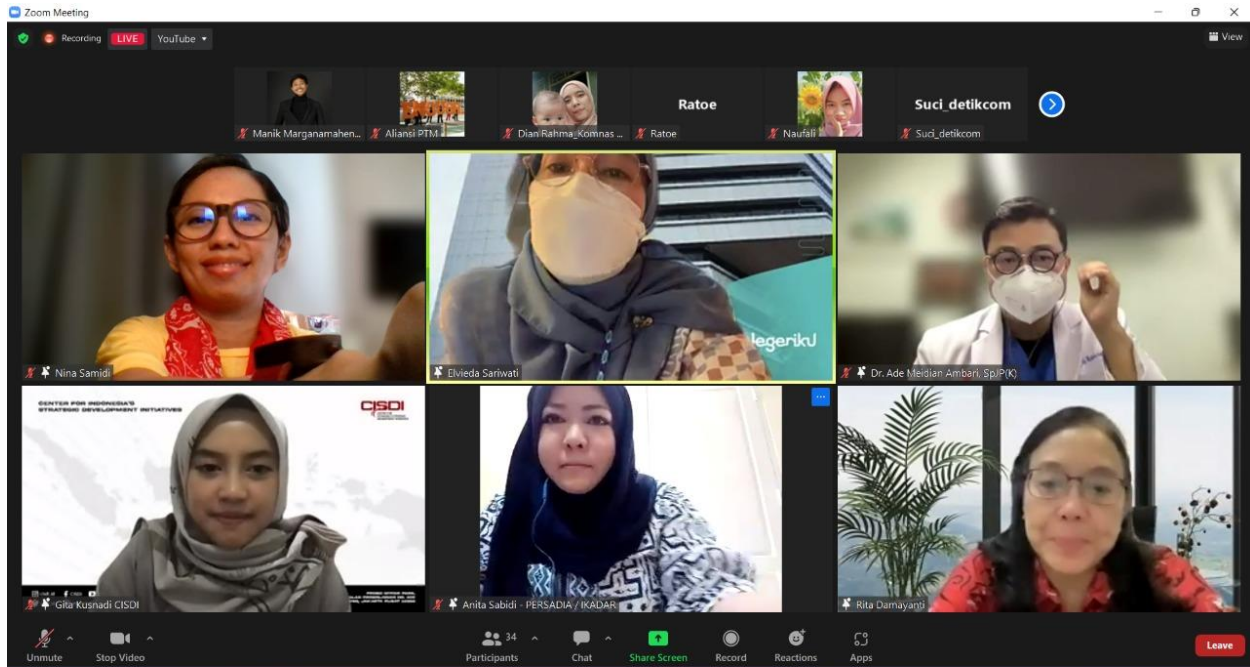 Zoom Meeting
Recording LIVE YouTube View
Ratoe
Suci_detikcom
Manik Marganamahen...
Aliansi PTM
Dian Rahma_Komnas ...
Ratoe
Naufali
Suci_detikcom
legerikU
Nina Samidi
Elvieda Sariwati
Dr. Ade Meidian Ambari, SpJP(K)
CENTER FOR INDONESIA'S
STRATEGIC DEVELOPMENT INITIATIVES
CISDI
Gita Kusnadi CISDI
Anita Sabidi - PERSADIA / IKADAR
Rita Damayanti
34
Unmute Stop Video Participants Chat Share Screen Record Reactions Apps
Leave